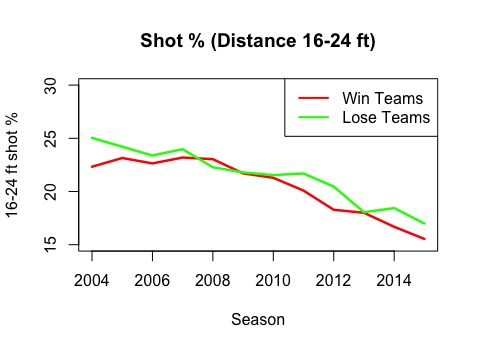 Shot % (Distance 16-24 ft)
Win Teams
Lose Teams
16-24 ft shot %
30
25
20
15
2004 2006 2008 2010 2012 2014
Season